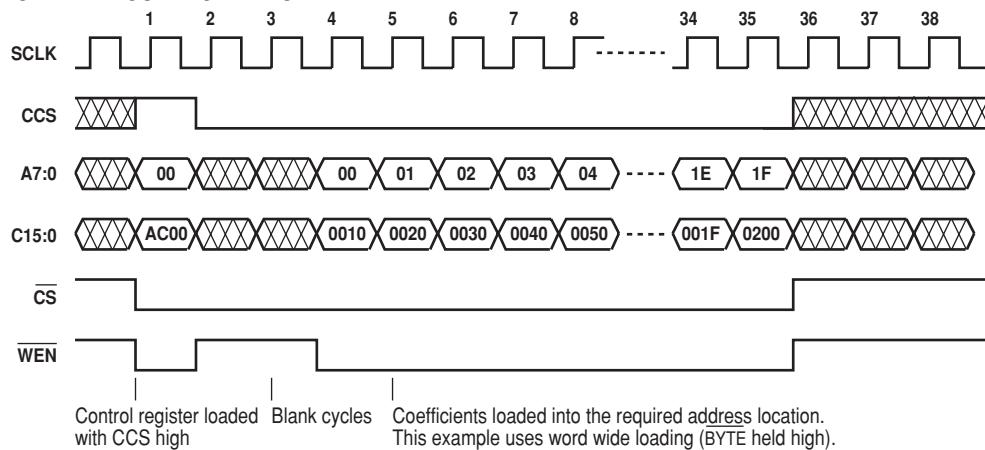 1 2 3 4 5 6 7 8 34 35 36 37 38
SCLK
CCS
A7:0 00 00 01 02 03 04 1E 1F
C15:0 AC00 0010 0020 0030 0040 0050 001F 0200
CS
WEN
Control register loaded
with CCS high
Blank cycles
Coefficients loaded into the required address location.
This example uses word wide loading (BYTE held high).